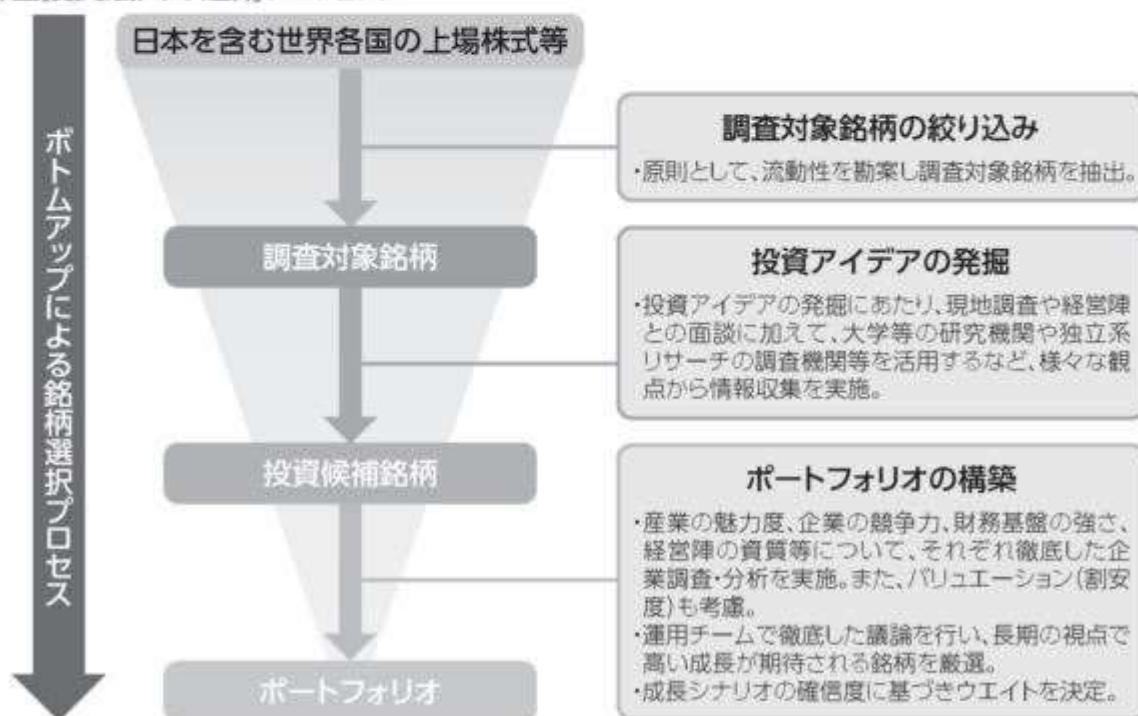 日本を含む世界各国の上場株式等
ボトムアップによる銘柄選択プロセス
調査対象銘柄の絞り込み
・原則として、流動性を勘案し調査対象銘柄を抽出。
調査対象銘柄
投資アイデアの発掘
・投資アイデアの発掘にあたり、現地調査や経営陣
との面談に加えて、大学等の研究機関や独立系
リサーチの調査機関等を活用するなど、様々な観
点から情報収集を実施。
投資候補銘柄
ポートフォリオの構築
・産業の魅力度、企業の競争力、財務基盤の強さ、
経営陣の資質等について、それぞれ徹底した企
業調査・分析を実施。また、バリュエーション(割安
度)も考慮。
・運用チームで徹底した議論を行い、長期の視点で
高い成長が期待される銘柄を厳選。
・成長シナリオの確信度に基づきウエイトを決定。
ポートフォリオ